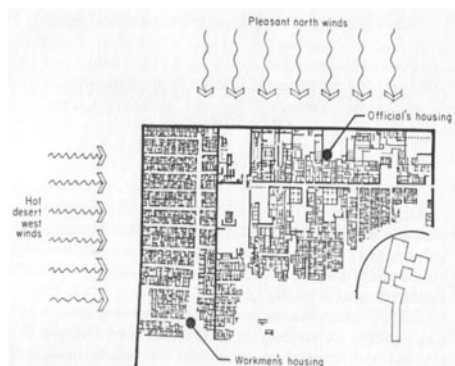 Pleasant north winds
Official's housing
Hot
desert
west
winds
Workmen's housing